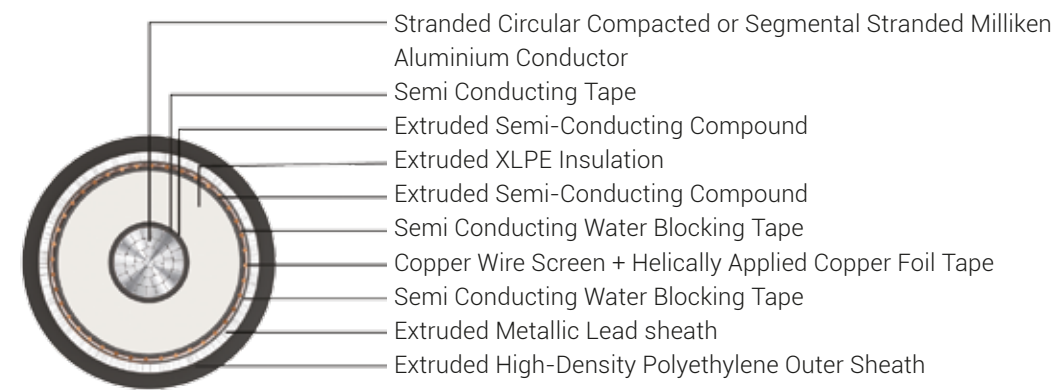 Stranded Circular Compacted or Segmental Stranded Milliken
Aluminium Conductor
Semi Conducting Tape
Extruded Semi-Conducting Compound
Extruded XLPE Insulation
Extruded Semi-Conducting Compound
Semi Conducting Water Blocking Tape
Copper Wire Screen + Helically Applied Copper Foil Tape
Semi Conducting Water Blocking Tape
Extruded Metallic Lead sheath
Extruded High-Density Polyethylene Outer Sheath